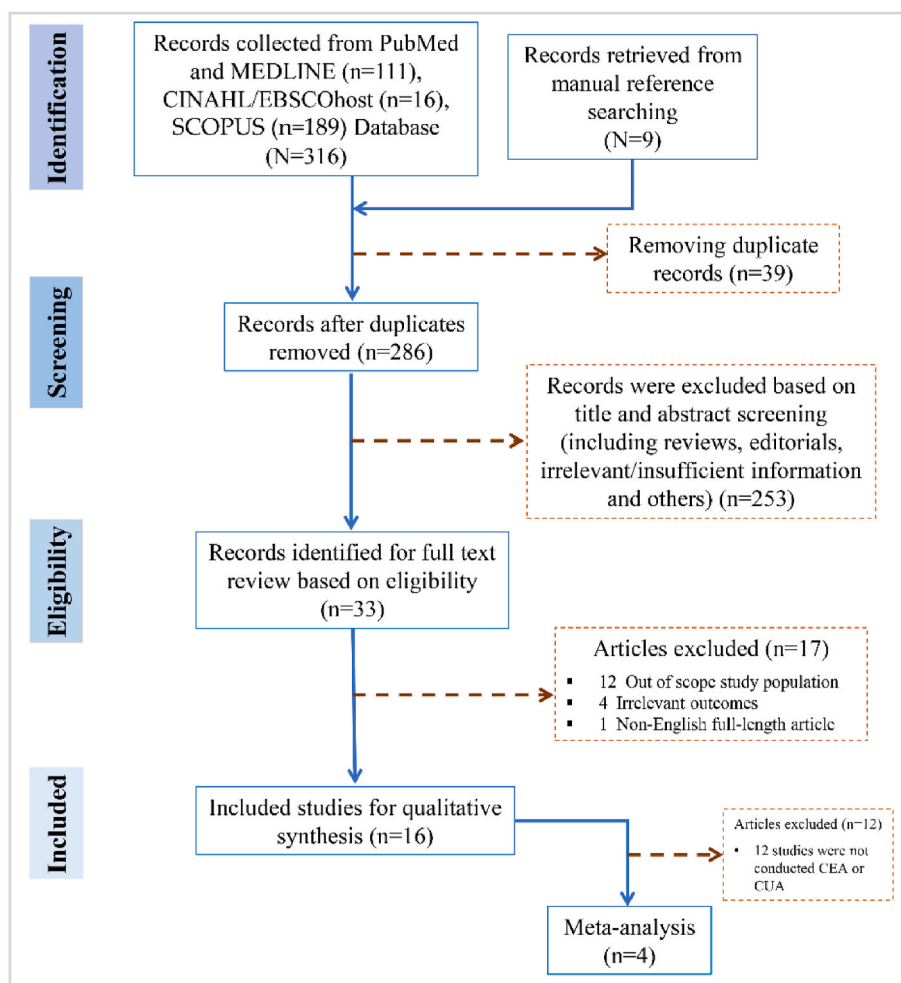 Identification
Records collected from PubMed
and MEDLINE (n=111),
CINAHL/EBSCOhost (n=16),
SCOPUS (n=189) Database
(N=316)
Records retrieved from
manual reference
searching
(N=9)
Removing duplicate
records (n=39)
Screening
Records after duplicates
removed (n=286)
Records were excluded based on
title and abstract screening
(including reviews, editorials,
irrelevant/insufficient information
and others) (n=253)
Eligibility
Records identified for full text
review based on eligibility
(n=33)
Articles excluded (n=17)
▪ 12 Out of scope study population
▪ 4 Irrelevant outcomes
▪ 1 Non-English full-length article
Included
Included studies for qualitative
synthesis (n=16)
Articles excluded (n=12)
• 12 studies were not
conducted CEA or
CUA
Meta-analysis
(n=4)